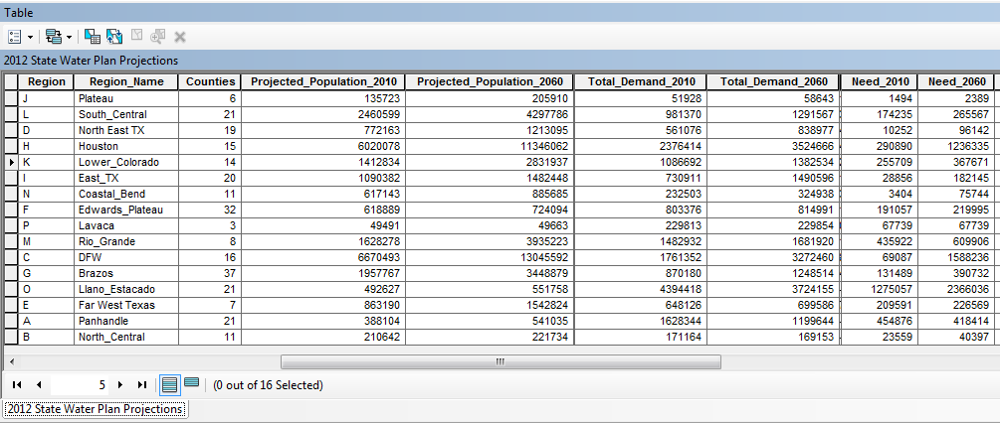 Table
2012 State Water Plan Projections
Region Region_Name Counties Projected_Population_2010 Projected_Population_2060 Total_Demand_2010 Total_Demand_2060 Need_2010 Need_2060
J Plateau 6 135723 205910 51928 58643 1494 2389
L South_Central 21 2460599 4297786 981370 1291567 174235 265567
D North East TX 19 772163 1213095 561076 838977 10252 96142
H Houston 15 6020078 11346062 2376414 3524666 290890 1236335
K Lower_Colorado 14 1412834 2831937 1086692 1382534 255709 367671
I East_TX 20 1090382 1482448 730911 1490596 28856 182145
N Coastal_Bend 11 617143 885685 232503 324938 3404 75744
F Edwards_Plateau 32 618889 724094 803376 814991 191057 219995
P Lavaca 3 49491 49663 229813 229854 67739 67739
M Rio_Grande 8 1628278 3935223 1482932 1681920 435922 609906
C DFW 16 6670493 13045592 1761352 3272460 69087 1588236
G Brazos 37 1957767 3448879 870180 1248514 131489 390732
O Llano_Estacado 21 492627 551758 4394418 3724155 1275057 2366036
E Far West Texas 7 863190 1542824 648126 699586 209591 226569
A Panhandle 21 388104 541035 1628344 1199644 454876 418414
B North_Central 11 210642 221734 171164 169153 23559 40397
5 (0 out of 16 Selected)
2012 State Water Plan Projections